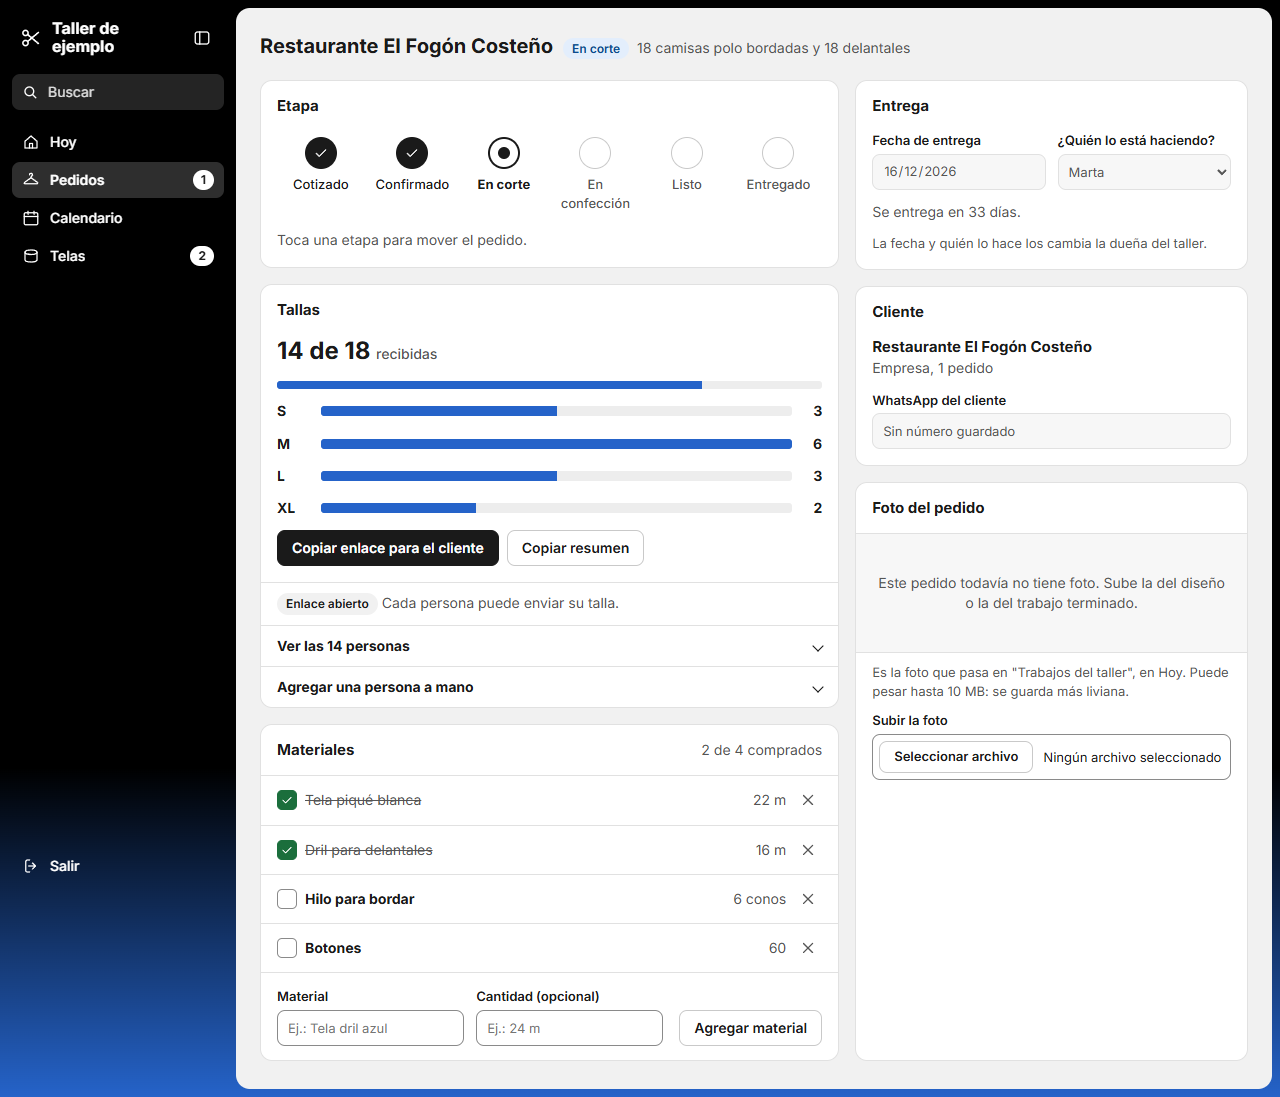 Taller de
ejemplo
Buscar
Hoy
Pedidos 1
Calendario
Telas 2
Salir
Restaurante El Fogón Costeño En corte 18 camisas polo bordadas y 18 delantales
Etapa
Cotizado Confirmado En corte En confección Listo Entregado
Toca una etapa para mover el pedido.
Tallas
14 de 18 recibidas
S 3
M 6
L 3
XL 2
Copiar enlace para el cliente Copiar resumen
Enlace abierto Cada persona puede enviar su talla.
Ver las 14 personas
Agregar una persona a mano
Materiales 2 de 4 comprados
Tela piqué blanca 22 m
Dril para delantales 16 m
Hilo para bordar 6 conos
Botones 60
Material Cantidad (opcional)
Ej.: Tela dril azul Ej.: 24 m Agregar material
Entrega
Fecha de entrega ¿Quién lo está haciendo?
16/12/2026 Marta
Se entrega en 33 días.
La fecha y quién lo hace los cambia la dueña del taller.
Cliente
Restaurante El Fogón Costeño
Empresa, 1 pedido
WhatsApp del cliente
Sin número guardado
Foto del pedido
Este pedido todavía no tiene foto. Sube la del diseño
o la del trabajo terminado.
Es la foto que pasa en "Trabajos del taller", en Hoy. Puede
pesar hasta 10 MB: se guarda más liviana.
Subir la foto
Seleccionar archivo Ningún archivo seleccionado